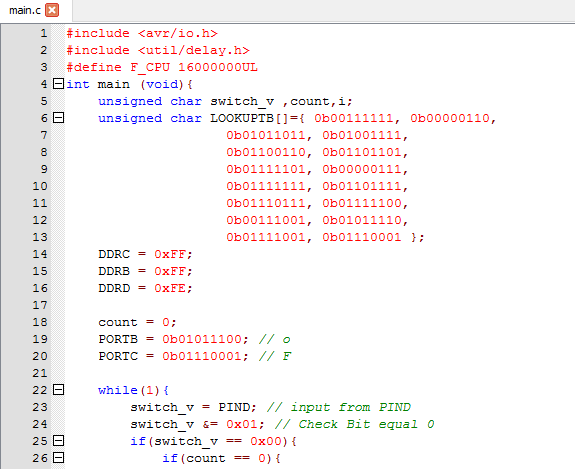 main.c
1 #include <avr/io.h>
2 #include <util/delay.h>
3 #define F_CPU 16000000UL
4 int main (void){
5     unsigned char switch_v ,count,i;
6     unsigned char LOOKUPTB[]={ 0b00111111, 0b00000110,
7                     0b01011011, 0b01001111,
8                     0b01100110, 0b01101101,
9                     0b01111101, 0b00000111,
10                     0b01111111, 0b01101111,
11                     0b01110111, 0b01111100,
12                     0b00111001, 0b01011110,
13                     0b01111001, 0b01110001 };
14     DDRC = 0xFF;
15     DDRB = 0xFF;
16     DDRD = 0xFE;
17
18     count = 0;
19     PORTB = 0b01011100; // o
20     PORTC = 0b01110001; // F
21
22     while(1){
23         switch_v = PIND; // input from PIND
24         switch_v &= 0x01; // Check Bit equal 0
25         if(switch_v == 0x00){
26             if(count == 0){